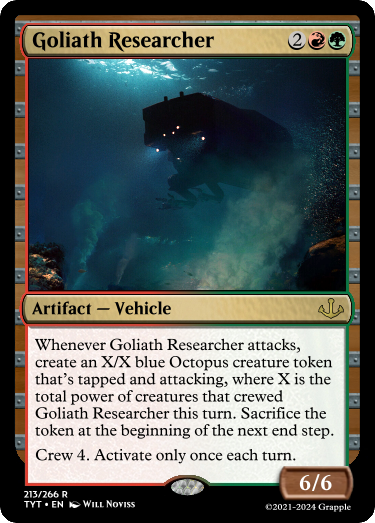 Goliath Researcher 2
Artifact — Vehicle
Whenever Goliath Researcher attacks,
create an X/X blue Octopus creature token
that's tapped and attacking, where X is the
total power of creatures that crewed
Goliath Researcher this turn. Sacrifice the
token at the beginning of the next end step.
Crew 4. Activate only once each turn.
6/6
213/266 R
TYT • EN Will Noviss
©2021-2024 Grapple